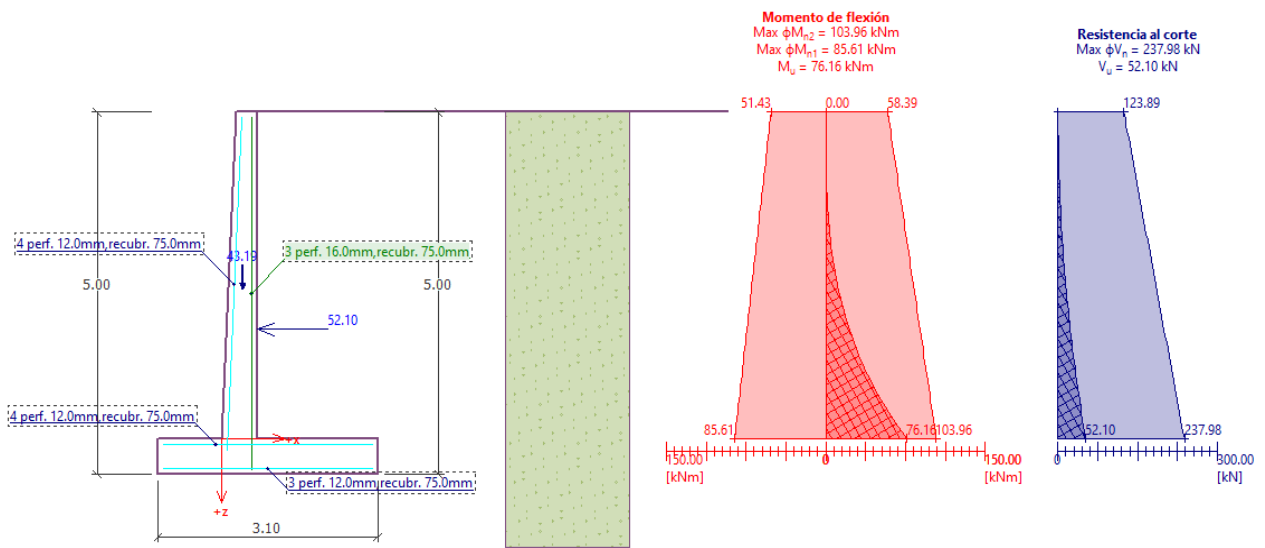 Momento de flexión
Max ϕMn2 = 103.96 kNm
Max ϕMn1 = 85.61 kNm
Mu = 76.16 kNm
Resistencia al corte
Max ϕVn = 237.98 kN
Vu = 52.10 kN
51.43
0.00
58.39
123.89
4 perf. 12.0mm,recubr. 75.0mm
43.19
3 perf. 16.0mm,recubr. 75.0mm
5.00
5.00
52.10
4 perf. 12.0mm,recubr. 75.0mm
+x
85.61
76.16
103.96
52.10
237.98
150.00
0
150.00
0
300.00
[kNm]
[kNm]
[kN]
3 perf. 12.0mm,recubr. 75.0mm
+z
3.10